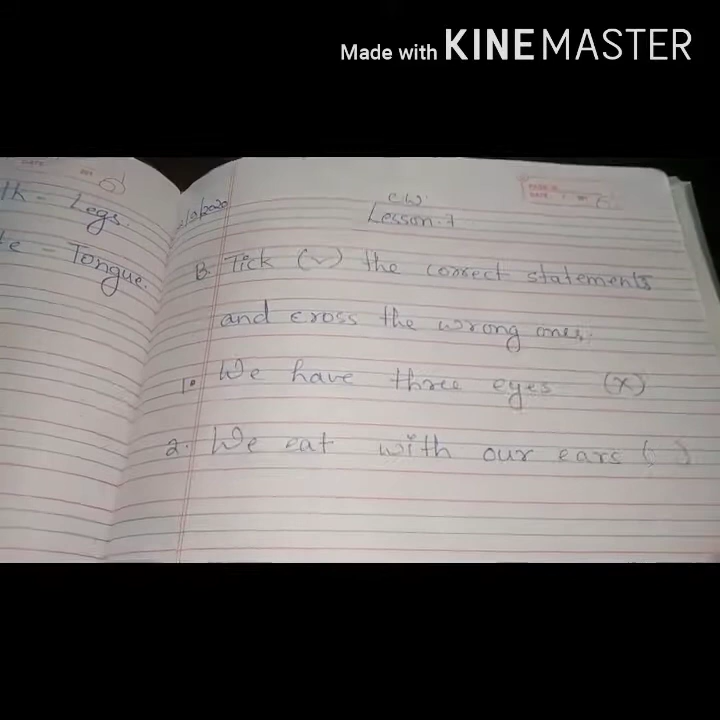 Made with KINEMASTER
Legs.
Tongue.
CW.
Lesson-7
B. Tick (✓) the correct statements
and cross the wrong ones.
1. We have three eyes (x)
2. We eat with our ears ( )